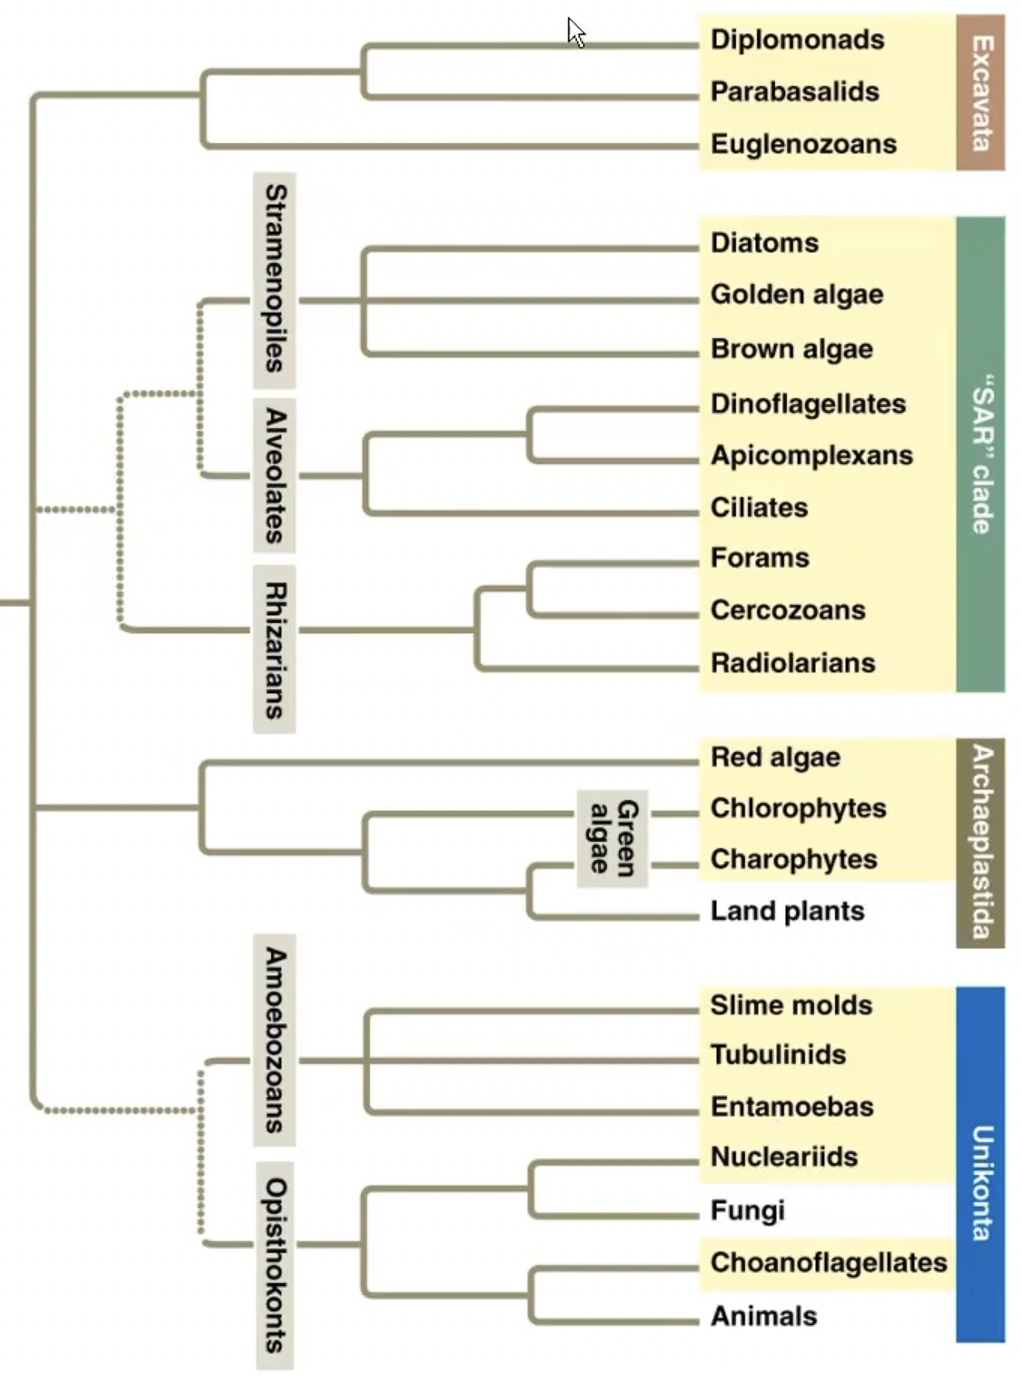 Diplomonads
Parabasalids
Euglenozoans
Excavata
Stramenopiles
Diatoms
Golden algae
Brown algae
Alveolates
Dinoflagellates
Apicomplexans
Ciliates
Rhizarians
Forams
Cercozoans
Radiolarians
“SAR” clade
Red algae
Green
algae
Chlorophytes
Charophytes
Land plants
Archaeplastida
Amoebozoans
Slime molds
Tubulinids
Entamoebas
Opisthokonts
Nucleariids
Fungi
Choanoflagellates
Animals
Unikonta